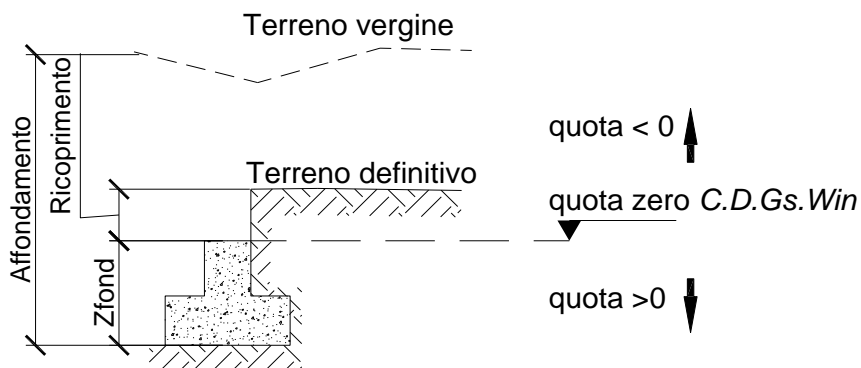 Terreno vergine
Affondamento
Ricoprimento
quota < 0
Terreno definitivo
quota zero C.D.Gs.Win
Zfond
quota >0